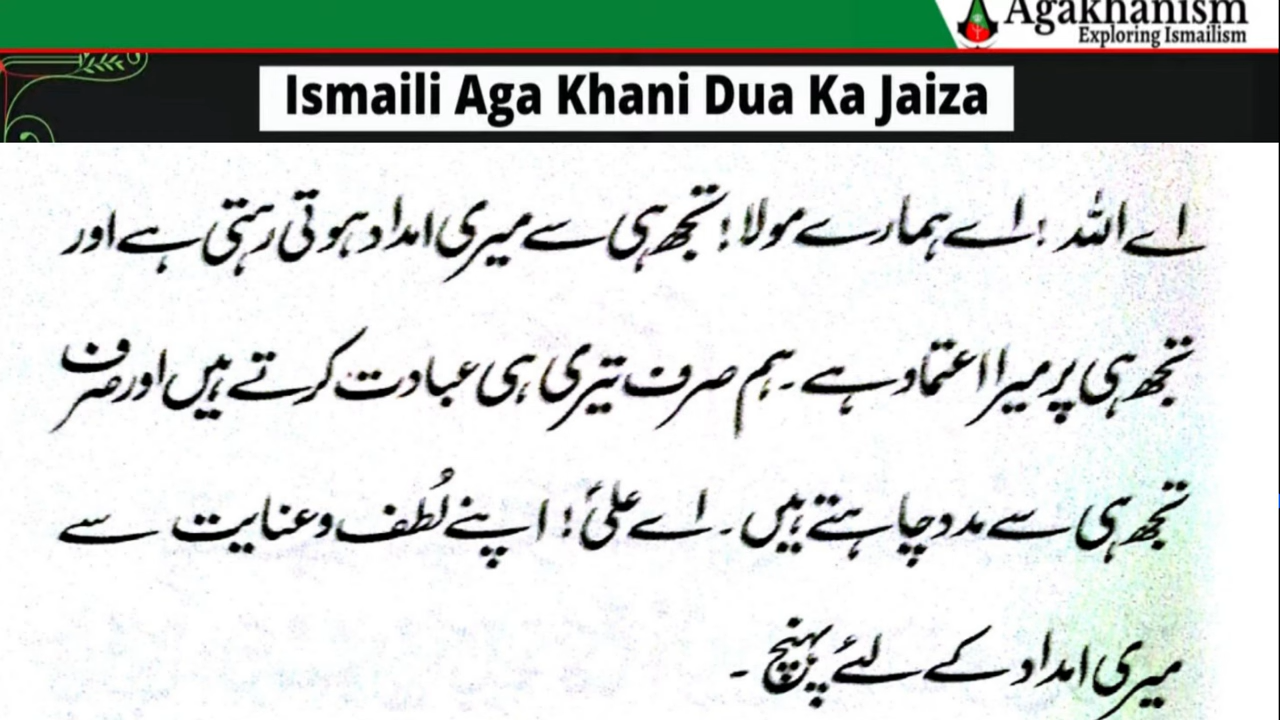 Agakhanism
Exploring Ismailism
Ismaili Aga Khani Dua Ka Jaiza
اے اللہ! اے ہمارے مولا! تجھ ہی سے میری امداد ہوتی رہتی ہے اور
تجھ ہی پر میرا اعتماد ہے۔ ہم صرف تیری ہی عبادت کرتے ہیں اور صرف
تجھ ہی سے مدد چاہتے ہیں۔ اے علیؑ! اپنے لُطف و عنایت سے
میری امداد کے لئے پہنچ۔